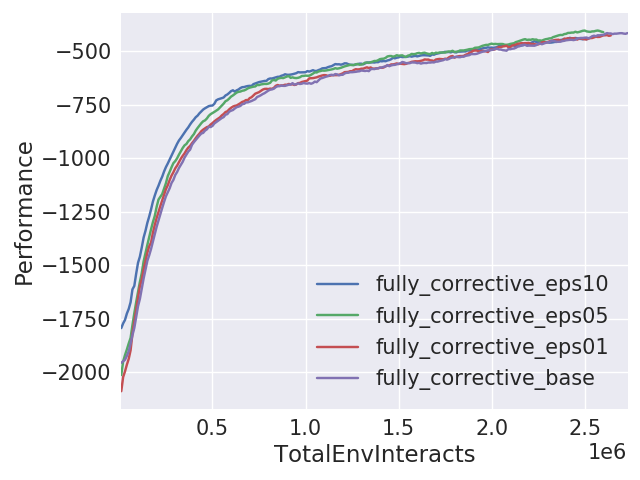 Performance
−500
−750
−1000
−1250
−1500
−1750
−2000
fully_corrective_eps10
fully_corrective_eps05
fully_corrective_eps01
fully_corrective_base
0.5 1.0 1.5 2.0 2.5
1e6
TotalEnvInteracts